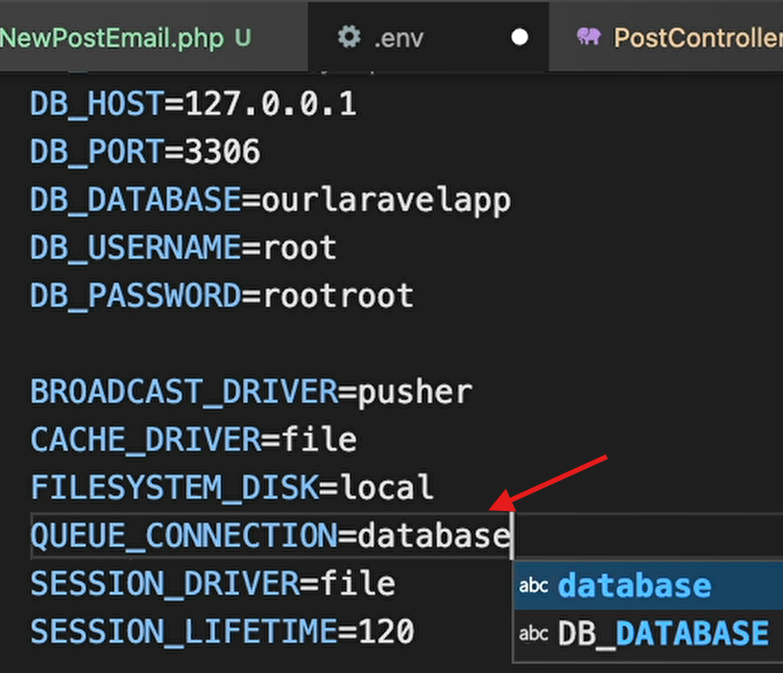 NewPostEmail.php U
.env
PostController
DB_HOST=127.0.0.1
DB_PORT=3306
DB_DATABASE=ourlaravelapp
DB_USERNAME=root
DB_PASSWORD=rootroot
BROADCAST_DRIVER=pusher
CACHE_DRIVER=file
FILESYSTEM_DISK=local
QUEUE_CONNECTION=database
SESSION_DRIVER=file
SESSION_LIFETIME=120
abc database
abc DB_DATABASE